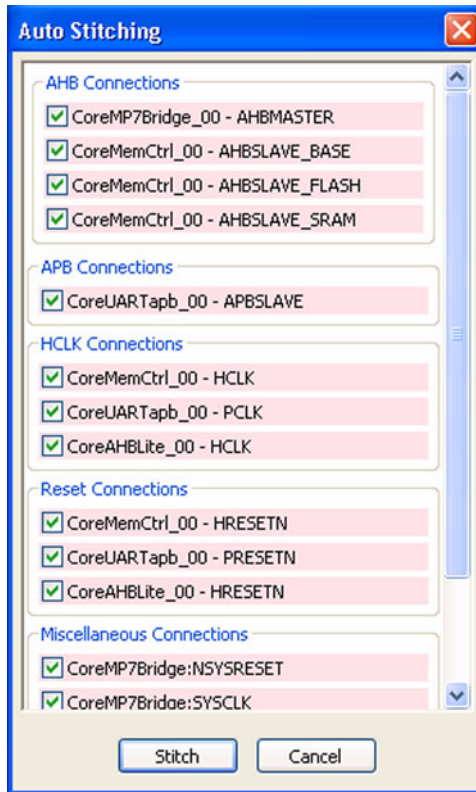 Auto Stitching
AHB Connections
CoreMP7Bridge_00 - AHBMASTER
CoreMemCtrl_00 - AHBSLAVE_BASE
CoreMemCtrl_00 - AHBSLAVE_FLASH
CoreMemCtrl_00 - AHBSLAVE_SRAM
APB Connections
CoreUARTapb_00 - APBSLAVE
HCLK Connections
CoreMemCtrl_00 - HCLK
CoreUARTapb_00 - PCLK
CoreAHBLite_00 - HCLK
Reset Connections
CoreMemCtrl_00 - HRESETN
CoreUARTapb_00 - PRESETN
CoreAHBLite_00 - HRESETN
Miscellaneous Connections
CoreMP7Bridge:NSYSRESET
CoreMP7Bridge:SYSCLK
Stitch Cancel